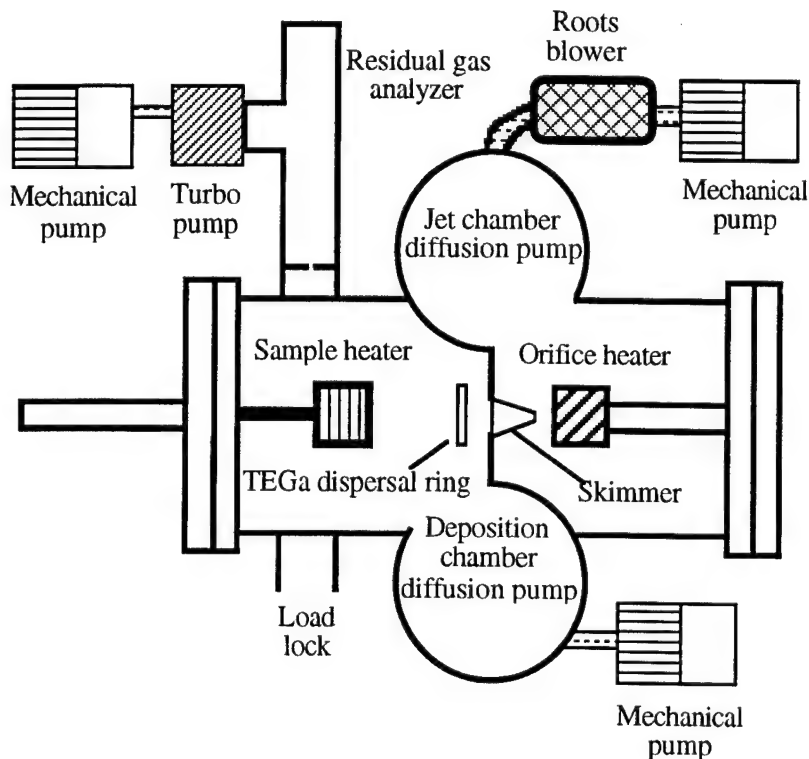 Roots
blower
Residual gas
analyzer
Mechanical
pump
Turbo
pump
Mechanical
pump
Jet chamber
diffusion pump
Sample heater
Orifice heater
TEGa dispersal ring
Skimmer
Deposition
chamber
diffusion pump
Load
lock
Mechanical
pump